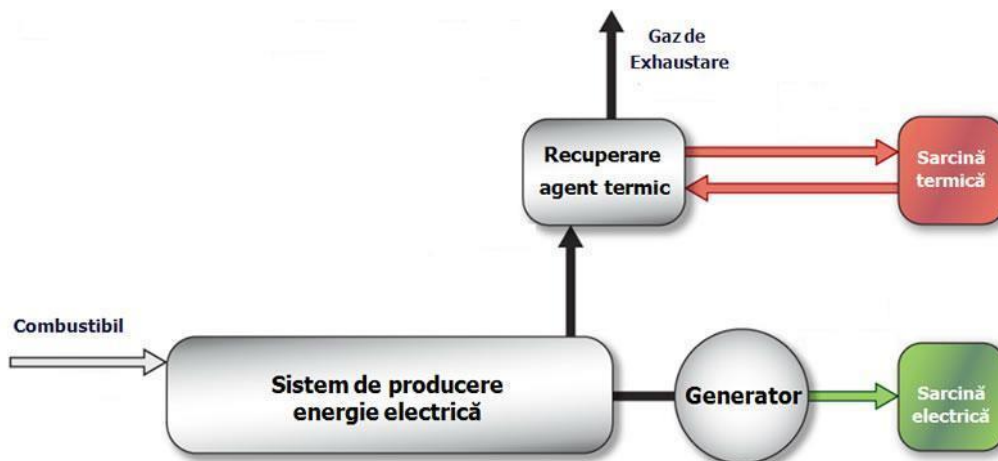 Gaz de
Exhaustare
Recuperare
agent termic
Sarcină
termică
Combustibil
Sistem de producere
energie electrică
Generator
Sarcină
electrică